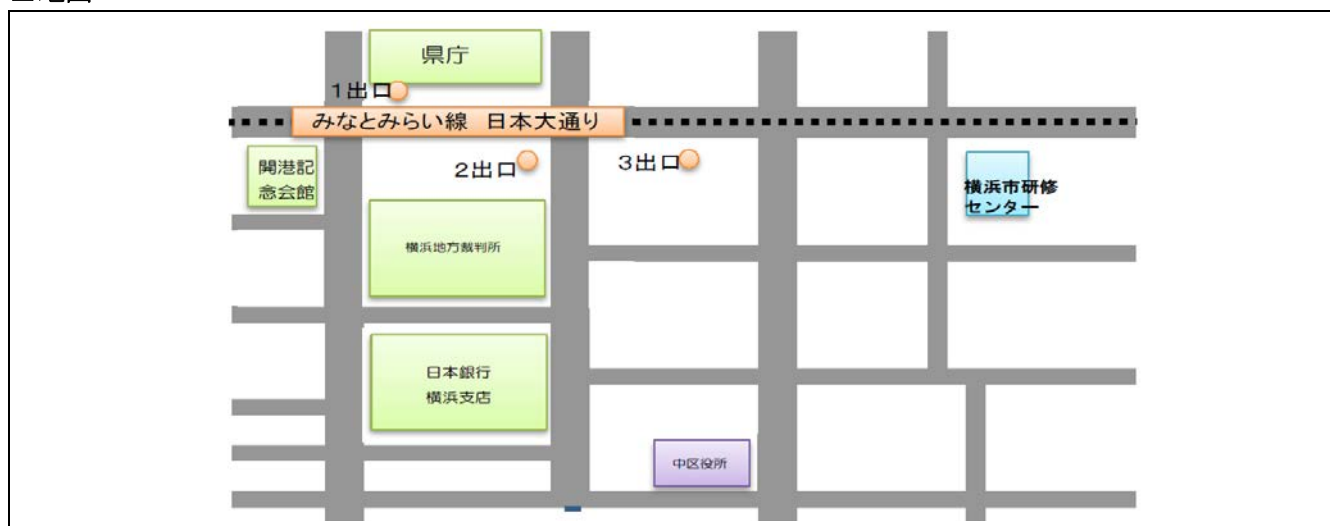 県庁
1出口
みなとみらい線 日本大通り
開港記
念会館
2出口
3出口
横浜市研修
センター
横浜地方裁判所
日本銀行
横浜支店
中区役所